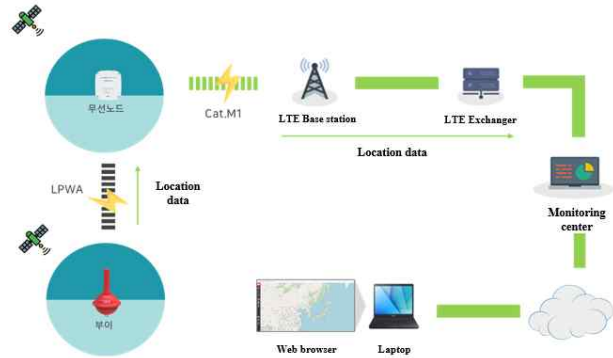 무선노드
Cat.M1
LTE Base station
LTE Exchanger
Location data
LPWA
Location
data
Monitoring
center
부이
Web browser
Laptop